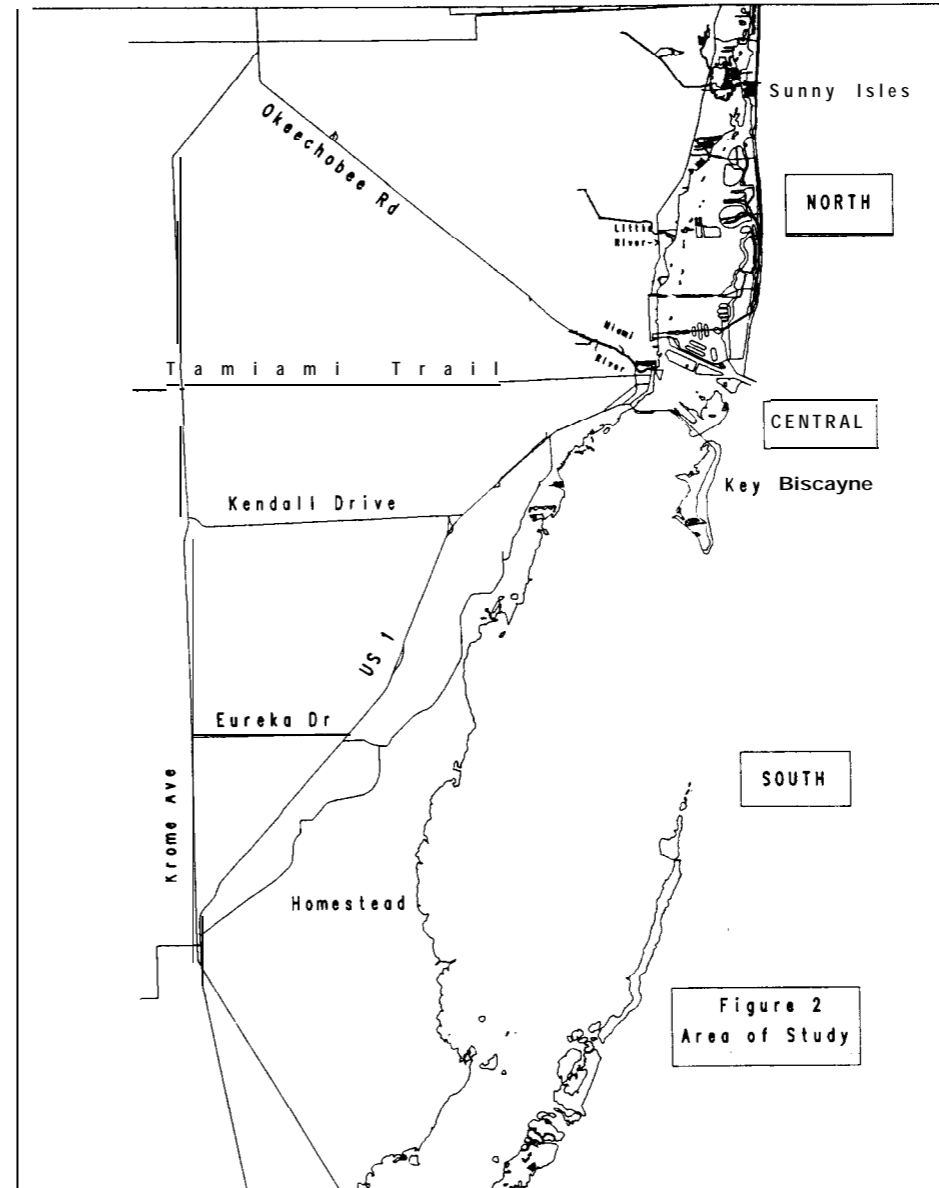 Sunny Isles
Okeechobee Rd
NORTH
Little
River->
Miami
River
Tamiami Trail
CENTRAL
Key Biscayne
Kendall Drive
US 1
Eureka Dr
SOUTH
Krome Ave
Homestead
Figure 2
Area of Study